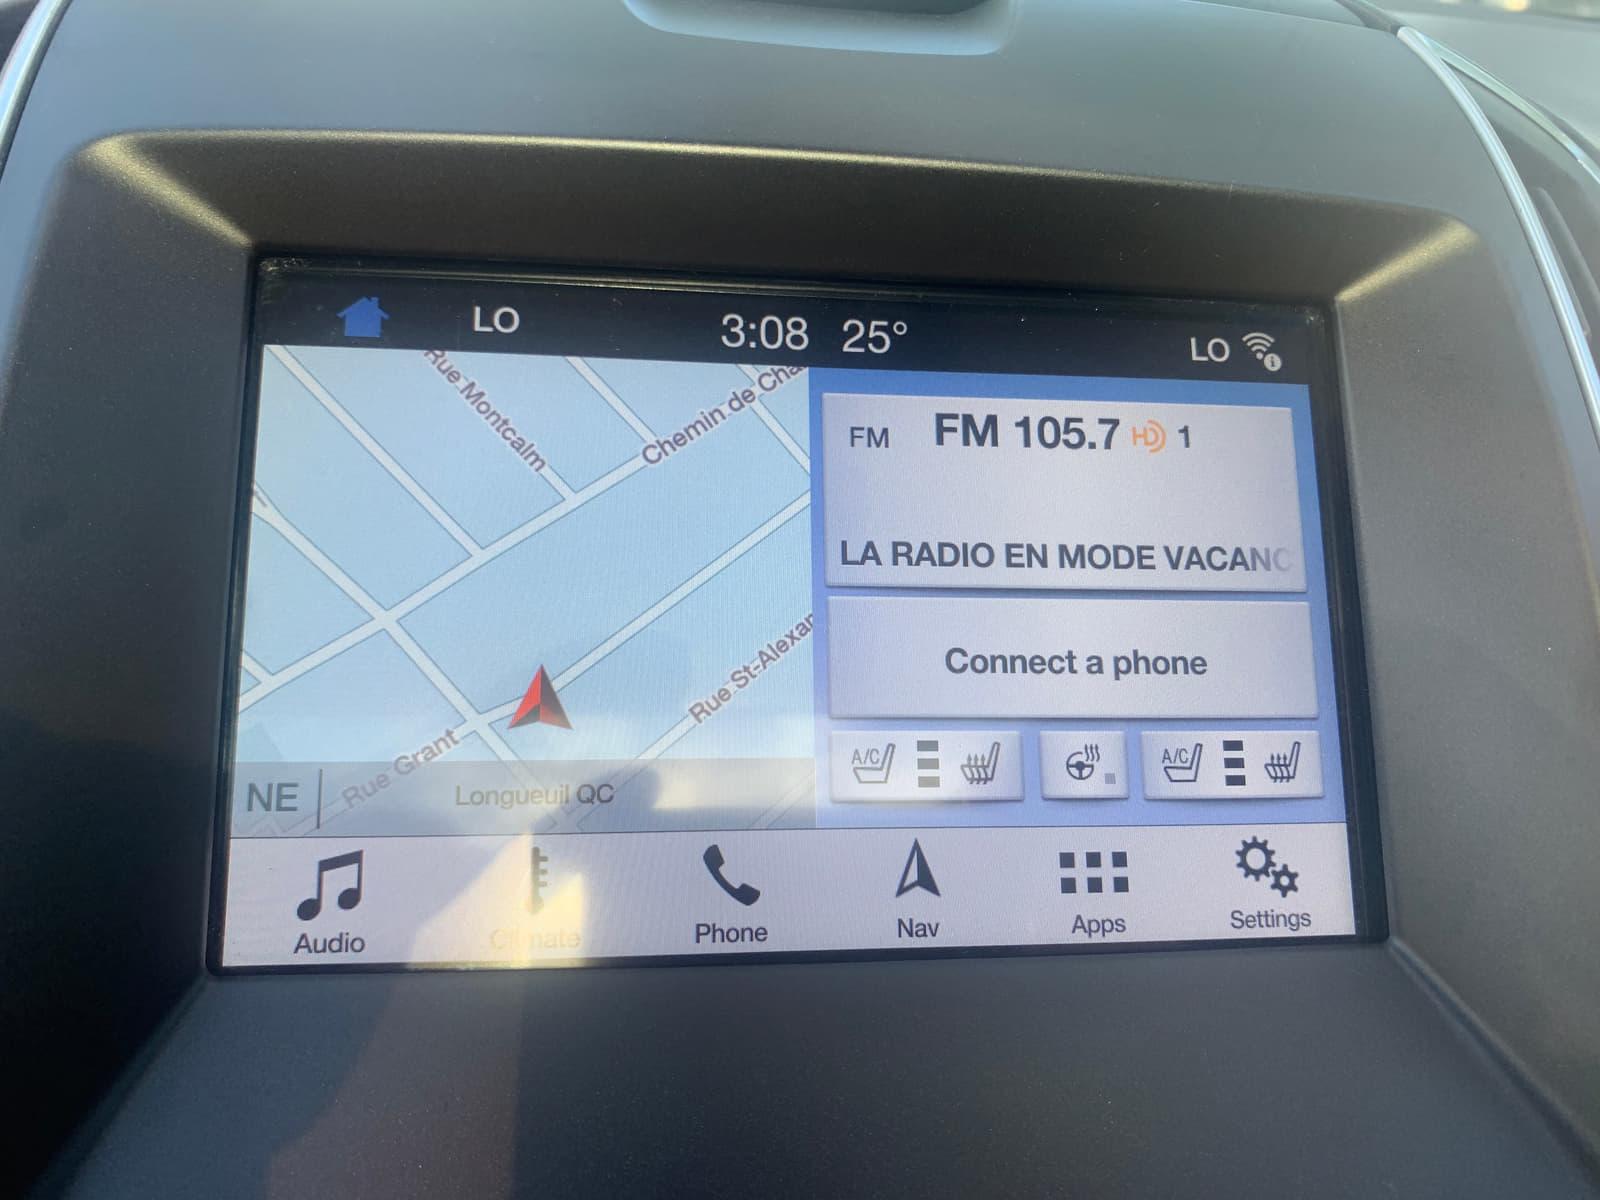 LO 3:08 25° LO
Rue Montcalm
Chemin de Cha
FM FM 105.7 HD 1
LA RADIO EN MODE VACANC
Connect a phone
Rue St-Alexan
Rue Grant
NE Longueuil QC
A/C A/C
Audio Climate Phone Nav Apps Settings